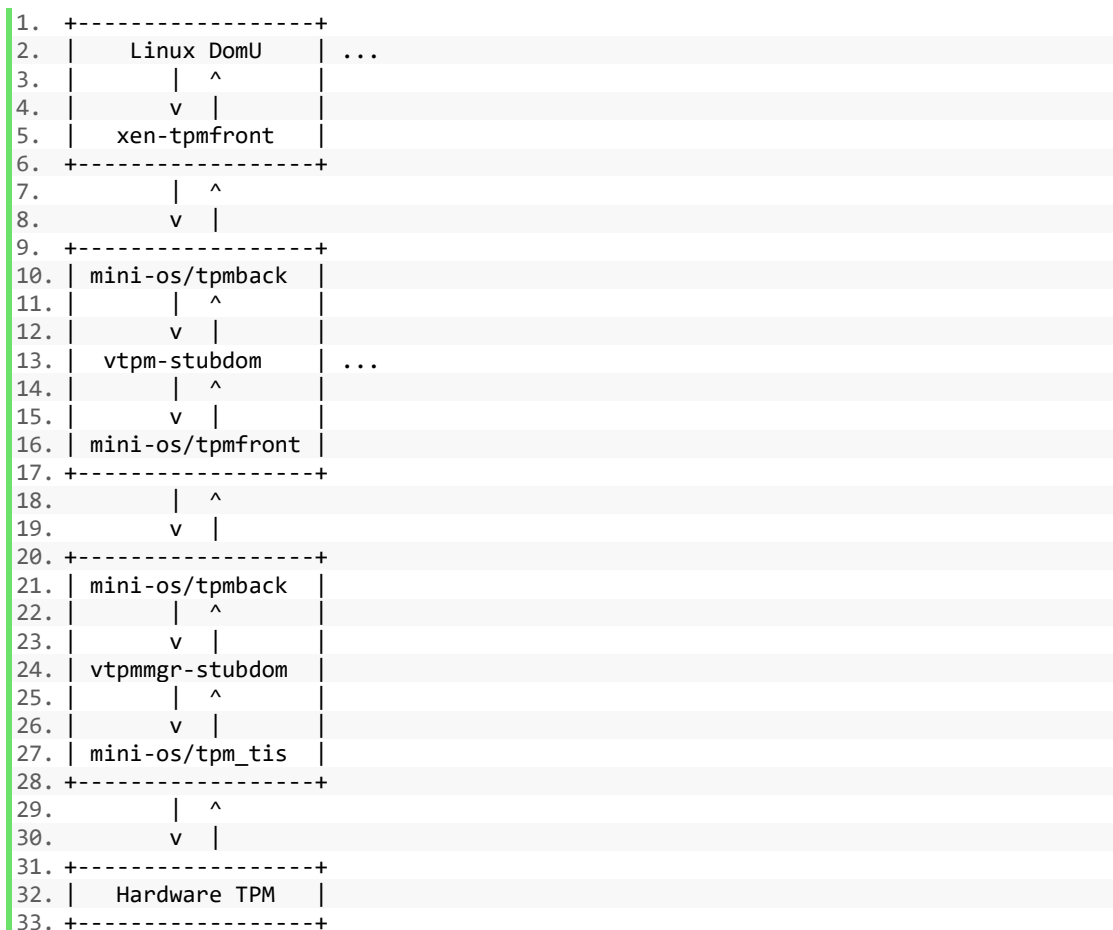 1.  +------------------+
2.  |    Linux DomU    | ...
3.  |       |  ^       |
4.  |       v  |       |
5.  |   xen-tpmfront   |
6.  +------------------+
7.          |  ^
8.          v  |
9.  +------------------+
10. | mini-os/tpmback  |
11. |       |  ^       |
12. |       v  |       |
13. |  vtpm-stubdom    | ...
14. |       |  ^       |
15. |       v  |       |
16. | mini-os/tpmfront |
17. +------------------+
18.         |  ^
19.         v  |
20. +------------------+
21. | mini-os/tpmback  |
22. |       |  ^       |
23. |       v  |       |
24. | vtpmmgr-stubdom  |
25. |       |  ^       |
26. |       v  |       |
27. | mini-os/tpm_tis  |
28. +------------------+
29.         |  ^
30.         v  |
31. +------------------+
32. |   Hardware TPM   |
33. +------------------+